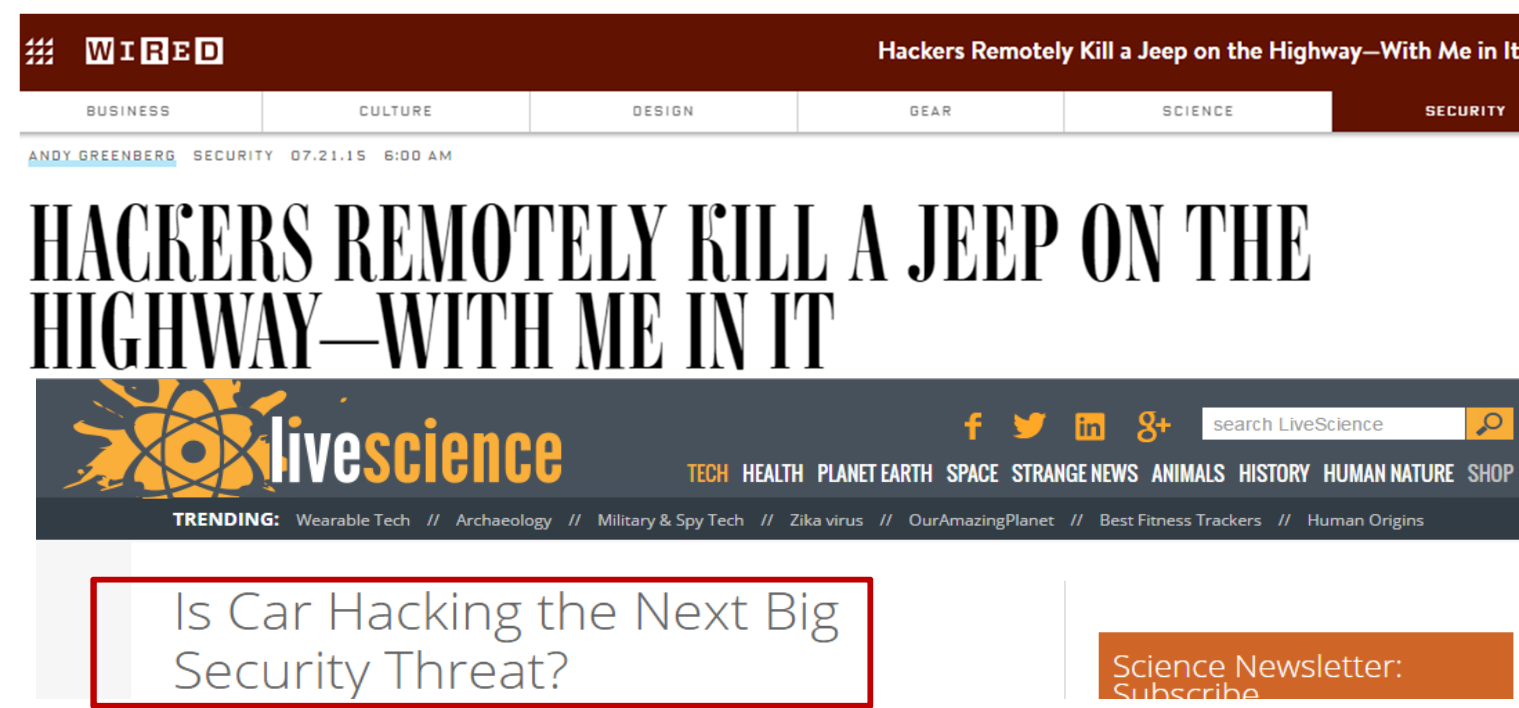 WIRED
Hackers Remotely Kill a Jeep on the Highway—With Me in It
BUSINESS CULTURE DESIGN GEAR SCIENCE SECURITY
ANDY GREENBERG SECURITY 07.21.15 6:00 AM
HACKERS REMOTELY KILL A JEEP ON THE
HIGHWAY—WITH ME IN IT
livescience
f in g+ search LiveScience
TECH HEALTH PLANET EARTH SPACE STRANGE NEWS ANIMALS HISTORY HUMAN NATURE SHOP
TRENDING: Wearable Tech // Archaeology // Military & Spy Tech // Zika virus // OurAmazingPlanet // Best Fitness Trackers // Human Origins
Is Car Hacking the Next Big
Security Threat?
Science Newsletter:
Subscribe